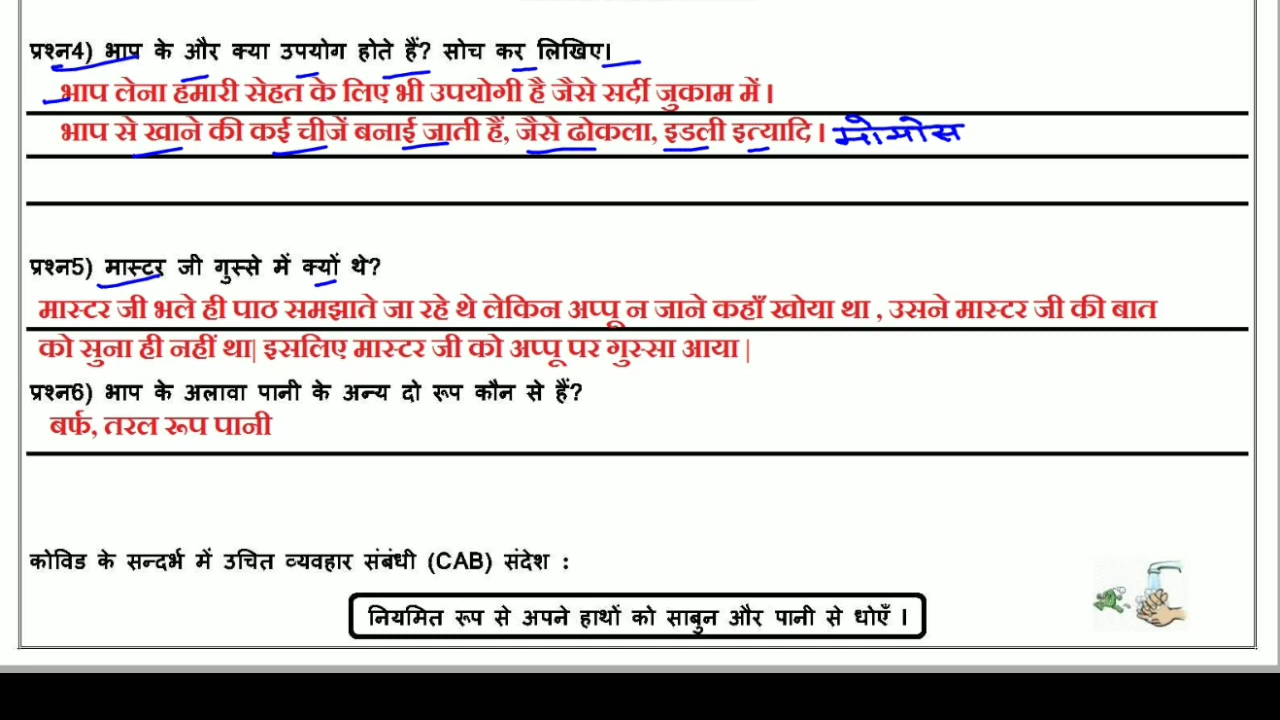 प्रश्न4) भाप के और क्या उपयोग होते हैं? सोच कर लिखिए।
भाप लेना हमारी सेहत के लिए भी उपयोगी है जैसे सर्दी जुकाम में।
भाप से खाने की कई चीजें बनाई जाती हैं, जैसे ढोकला, इडली इत्यादि। मोमोस
प्रश्न5) मास्टर जी गुस्से में क्यों थे?
मास्टर जी भले ही पाठ समझाते जा रहे थे लेकिन अप्पू न जाने कहाँ खोया था , उसने मास्टर जी की बात
को सुना ही नहीं था| इसलिए मास्टर जी को अप्पू पर गुस्सा आया |
प्रश्न6) भाप के अलावा पानी के अन्य दो रूप कौन से हैं?
बर्फ, तरल रूप पानी
कोविड के सन्दर्भ में उचित व्यवहार संबंधी (CAB) संदेश :
नियमित रूप से अपने हाथों को साबुन और पानी से धोएँ ।